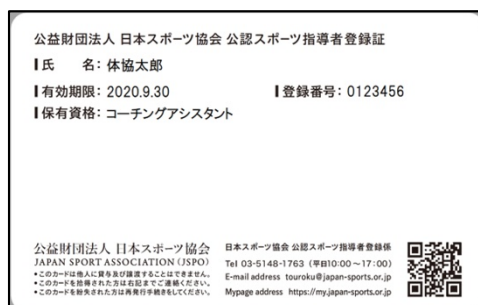 公益財団法人 日本スポーツ協会 公認スポーツ指導者登録証
氏　名: 体協太郎
有効期限: 2020.9.30　登録番号: 0123456
保有資格: コーチングアシスタント
公益財団法人 日本スポーツ協会
JAPAN SPORT ASSOCIATION (JSPO)
•このカードは他人に貸与及び譲渡することはできません。
•このカードを拾得された方は右記までご連絡ください。
•このカードを紛失された方は再発行手続きをしてください。
日本スポーツ協会 公認スポーツ指導者登録係
Tel 03-5148-1763 (平日10:00～17:00)
E-mail address touroku@japan-sports.or.jp
Mypage address https://my.japan-sports.or.jp